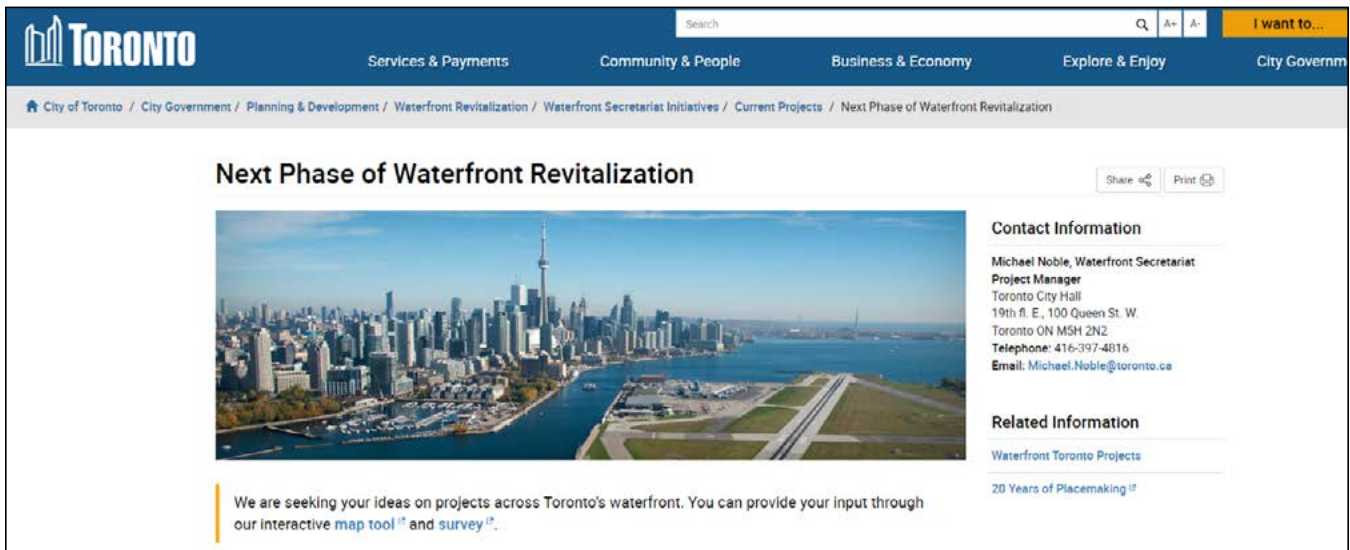 TORONTO
Search
A+ A-
I want to...
Services & Payments Community & People Business & Economy Explore & Enjoy City Governm
City of Toronto / City Government / Planning & Development / Waterfront Revitalization / Waterfront Secretariat Initiatives / Current Projects / Next Phase of Waterfront Revitalization
Next Phase of Waterfront Revitalization
Share Print
Contact Information
Michael Noble, Waterfront Secretariat
Project Manager
Toronto City Hall
19th fl. E., 100 Queen St. W.
Toronto ON M5H 2N2
Telephone: 416-397-4816
Email: Michael.Noble@toronto.ca
Related Information
Waterfront Toronto Projects
20 Years of Placemaking
We are seeking your ideas on projects across Toronto's waterfront. You can provide your input through
our interactive map tool and survey.